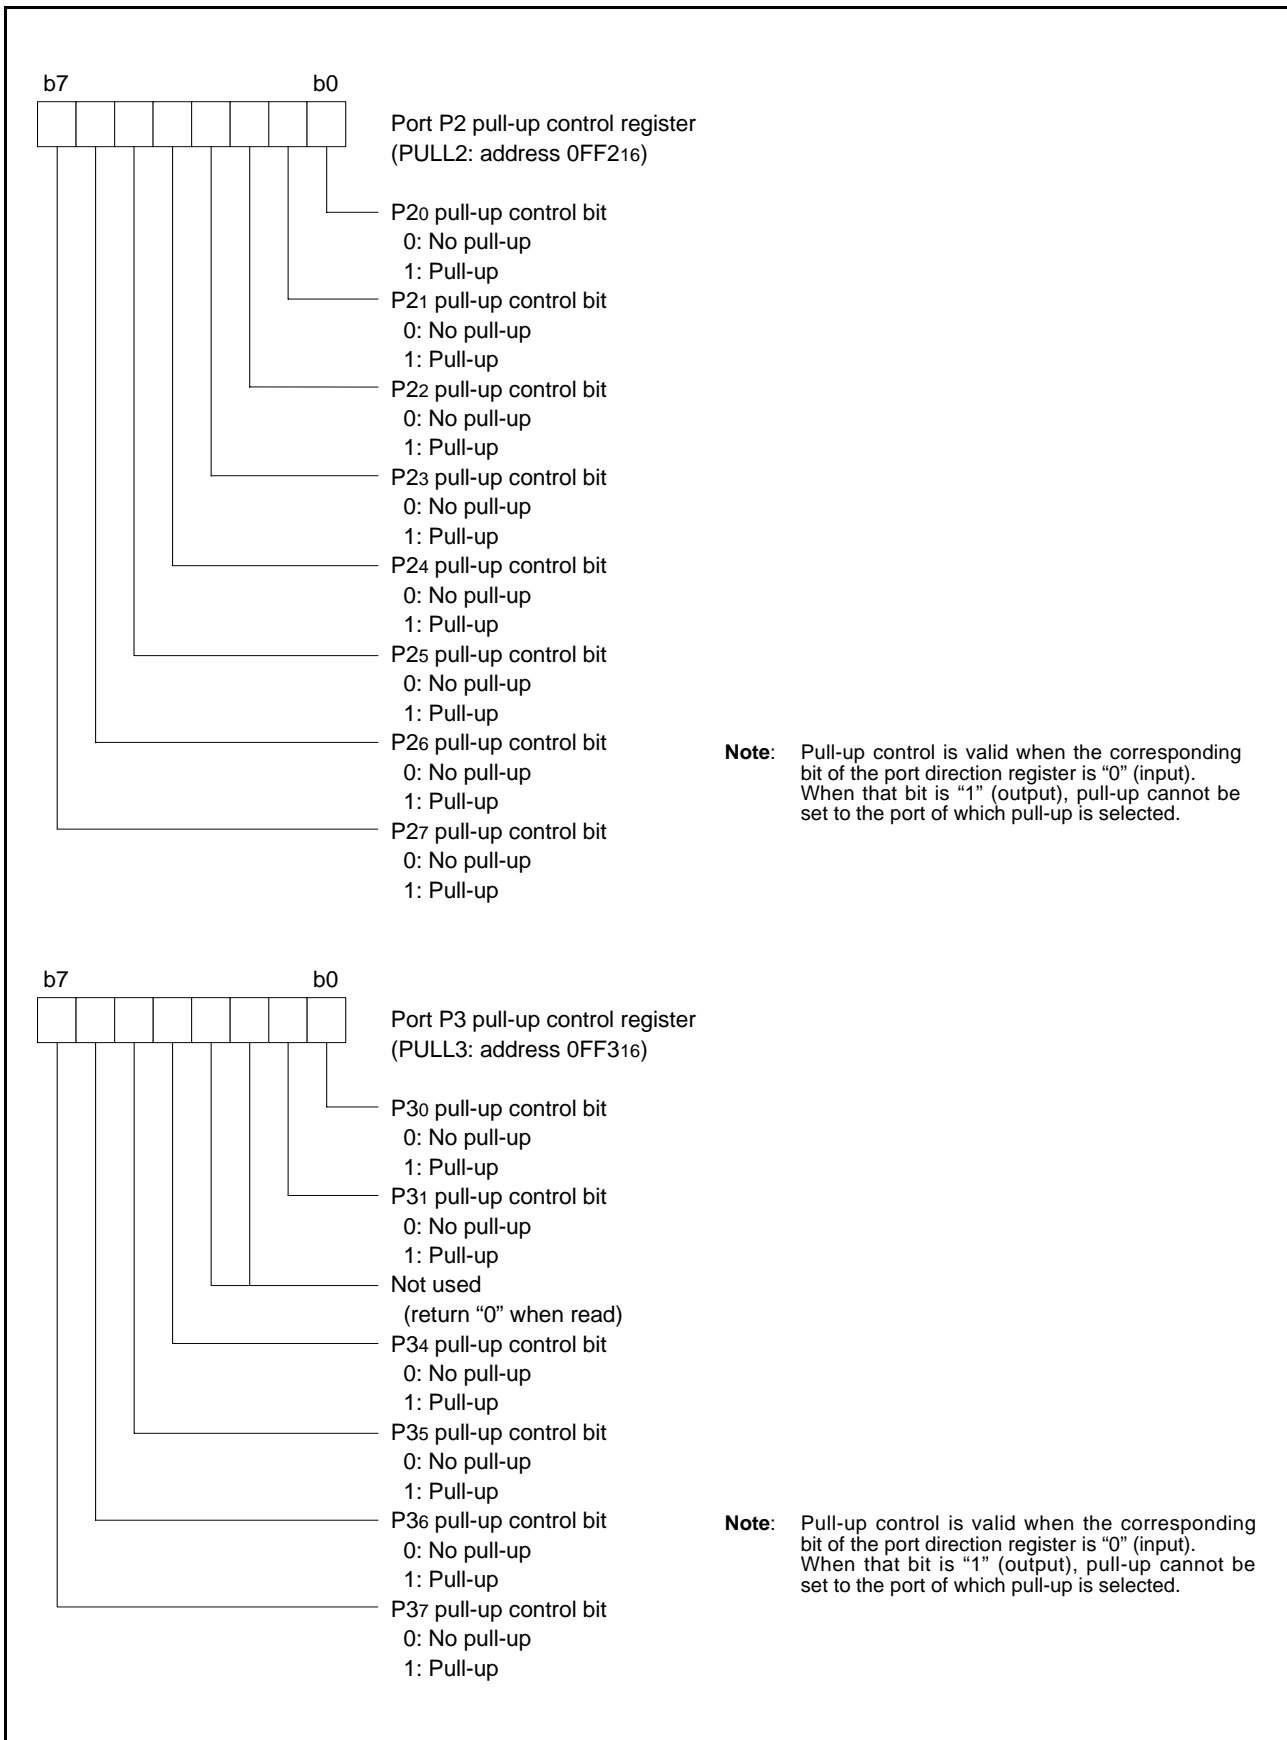 b7 b0
Port P2 pull-up control register
(PULL2: address 0FF216)
P20 pull-up control bit
0: No pull-up
1: Pull-up
P21 pull-up control bit
0: No pull-up
1: Pull-up
P22 pull-up control bit
0: No pull-up
1: Pull-up
P23 pull-up control bit
0: No pull-up
1: Pull-up
P24 pull-up control bit
0: No pull-up
1: Pull-up
P25 pull-up control bit
0: No pull-up
1: Pull-up
P26 pull-up control bit
0: No pull-up
1: Pull-up
P27 pull-up control bit
0: No pull-up
1: Pull-up
Note: Pull-up control is valid when the corresponding
bit of the port direction register is “0” (input).
When that bit is “1” (output), pull-up cannot be
set to the port of which pull-up is selected.
b7 b0
Port P3 pull-up control register
(PULL3: address 0FF316)
P30 pull-up control bit
0: No pull-up
1: Pull-up
P31 pull-up control bit
0: No pull-up
1: Pull-up
Not used
(return “0” when read)
P34 pull-up control bit
0: No pull-up
1: Pull-up
P35 pull-up control bit
0: No pull-up
1: Pull-up
P36 pull-up control bit
0: No pull-up
1: Pull-up
P37 pull-up control bit
0: No pull-up
1: Pull-up
Note: Pull-up control is valid when the corresponding
bit of the port direction register is “0” (input).
When that bit is “1” (output), pull-up cannot be
set to the port of which pull-up is selected.